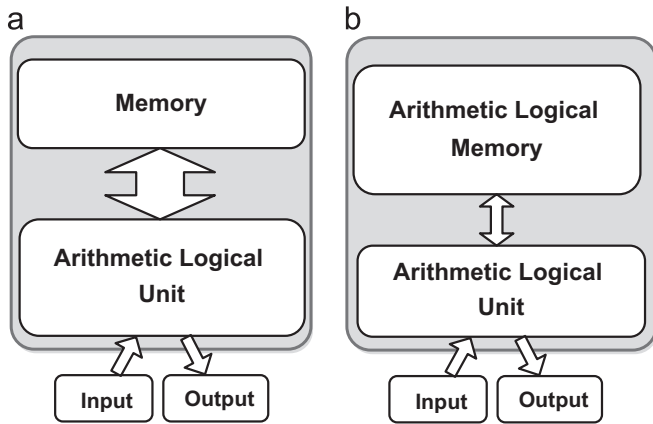 a
Memory
Arithmetic Logical
Unit
Input
Output
b
Arithmetic Logical
Memory
Arithmetic Logical
Unit
Input
Output